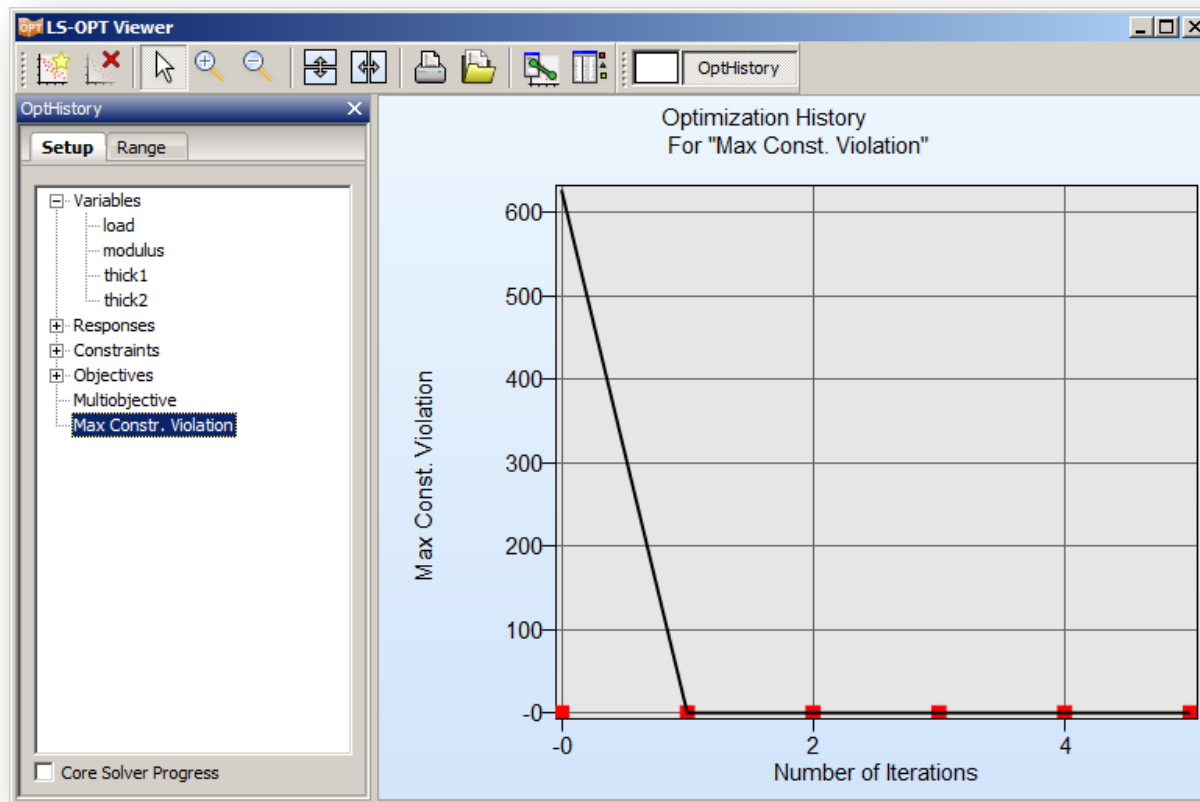 OPT LS-OPT Viewer
OptHistory
OptHistory
Setup Range
Variables
load
modulus
thick1
thick2
Responses
Constraints
Objectives
Multiobjective
Max Constr. Violation
Core Solver Progress
Optimization History
For "Max Const. Violation"
Max Const. Violation
600
500
400
300
200
100
-0
-0 2 4
Number of Iterations